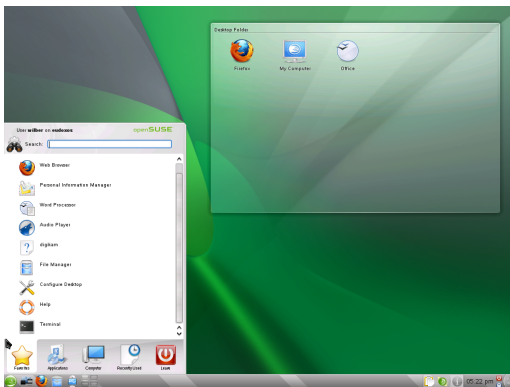 Desktop Folder
Firefox
My Computer
Office
User wilber on eudoxos
openSUSE
Search:
Web Browser
Personal Information Manager
Word Processor
Audio Player
digikam
File Manager
Configure Desktop
Help
Terminal
Favorites
Applications
Computer
Recently Used
Leave
05:22 pm